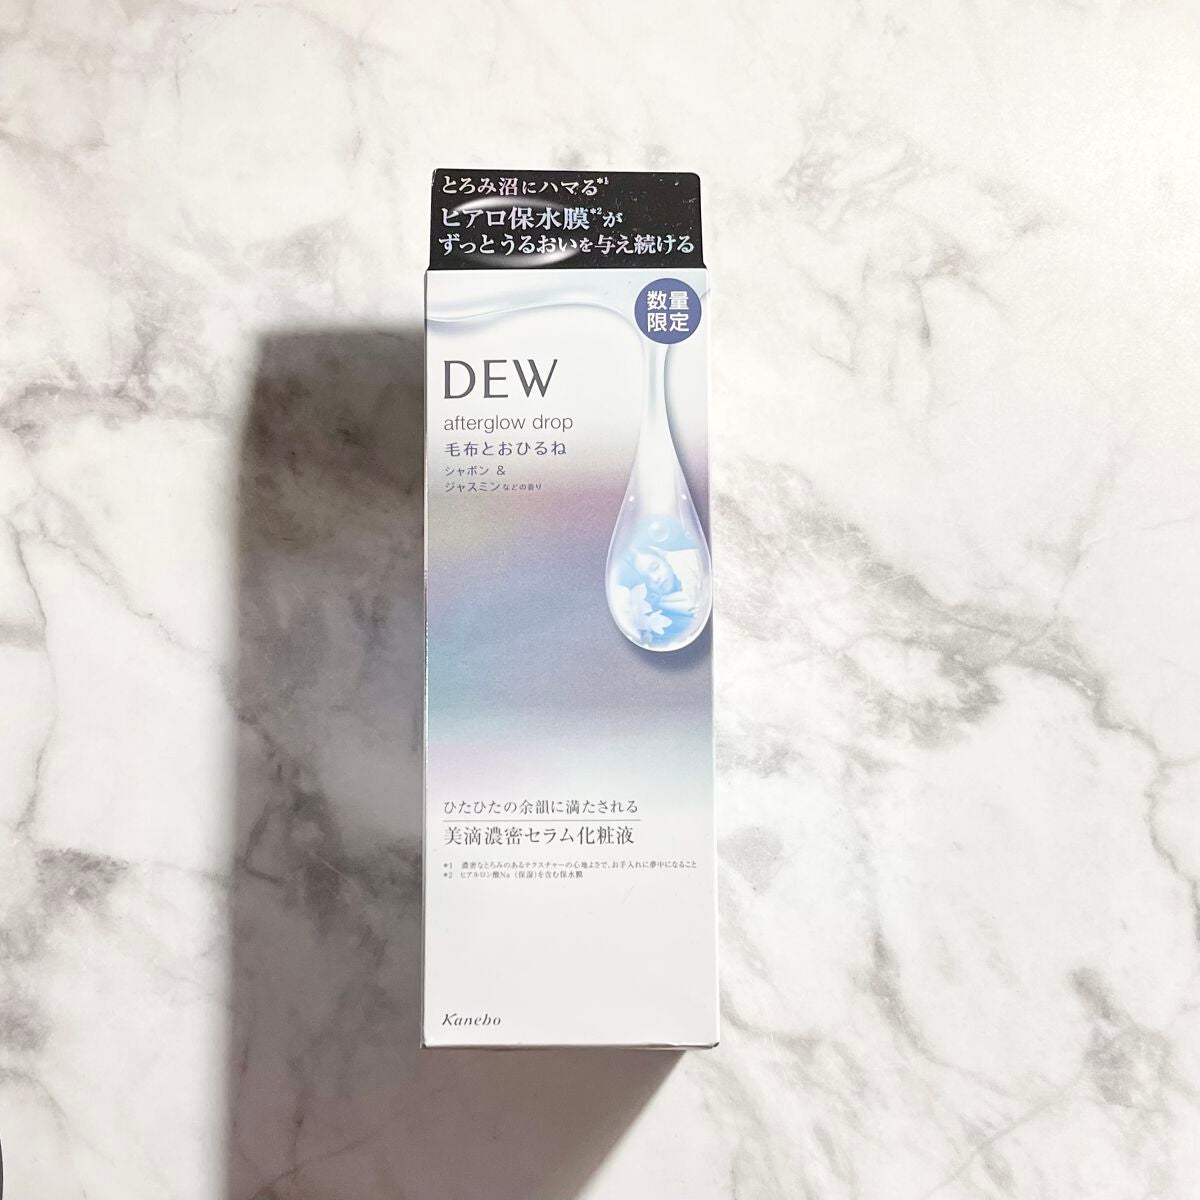 とろみ沼にハマる*1
ヒアロ保水膜*2が
ずっとうるおいを与え続ける
数量
限定
DEW
afterglow drop
毛布とおひるね
シャボン &
ジャスミンなどの香り
ひたひたの余韻に満たされる
美滴濃密セラム化粧液
*1 濃密なとろみのあるテクスチャーの心地よさで、お手入れに夢中になること
*2 ヒアルロン酸Na(保湿)を含む保水膜
Kanebo